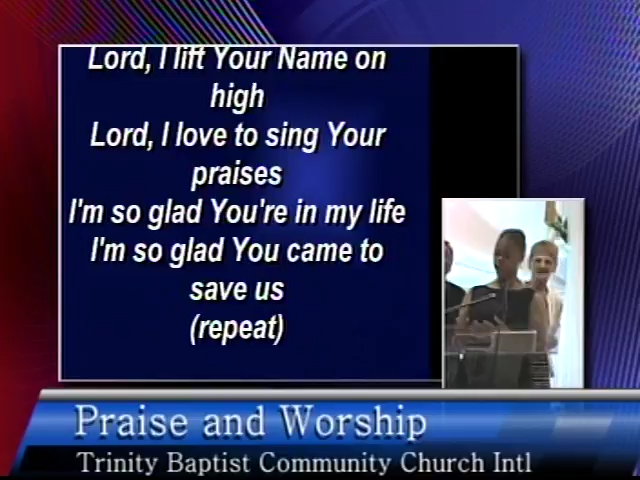 Lord, I lift Your Name on
high
Lord, I love to sing Your
praises
I'm so glad You're in my life
I'm so glad You came to
save us
(repeat)
Praise and Worship
Trinity Baptist Community Church Intl